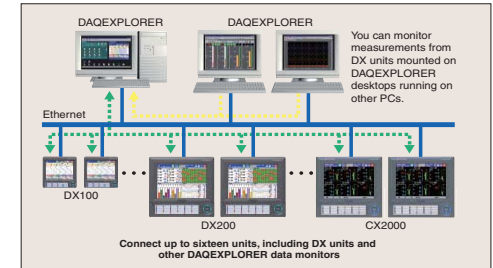 DAQEXPLORER
DAQEXPLORER
You can monitor
measurements from
DX units mounted on
DAQEXPLORER
desktops running on
other PCs.
Ethernet
DX100
DX200
CX2000
Connect up to sixteen units, including DX units and
other DAQEXPLORER data monitors